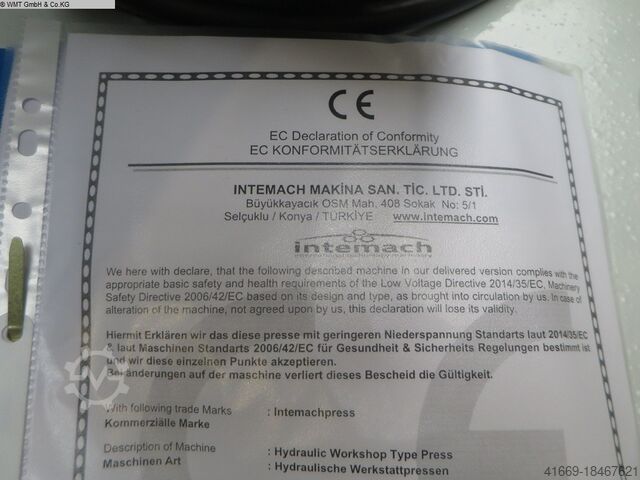 © WMT GmbH & Co.KG
CE
EC Declaration of Conformity
EC KONFORMITÄTSERKLÄRUNG
INTEMACH MAKİNA SAN. TİC. LTD. STİ.
Büyükkayacık OSM Mah. 408 Sokak No: 5/1
Selçuklu / Konya / TÜRKİYE www.intemach.com
intemach
international technology machinery
We here with declare, that the following described machine in our delivered version complies with the
appropriate basic safety and health requirements of the Low Voltage Directive 2014/35/EC, Machinery
Safety Directive 2006/42/EC based on its design and type, as brought into circulation by us. In case of
alteration of the machine, not agreed upon by us, this declaration will lose its validity.
Hiermit Erklären wir das diese presse mit geringeren Niederspannung Standarts laut 2014/35/EC
& laut Maschinen Standarts 2006/42/EC für Gesundheit & Sicherheits Regelungen bestimmt ist
und wir diese einzelnen Punkte akzeptieren.
Bei änderungen auf der maschine verliert dieses Bescheid die Gültigkeit.
With following trade Marks : Intemachpress
Kommerziälle Marke
Description of Machine : Hydraulic Workshop Type Press
Maschinen Art : Hydraulische Werkstattpressen
41669-18467621